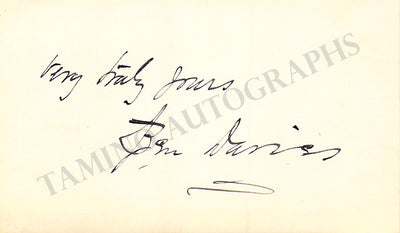 Very truly yours
Ben Davies
TAMINO AUTOGRAPHS